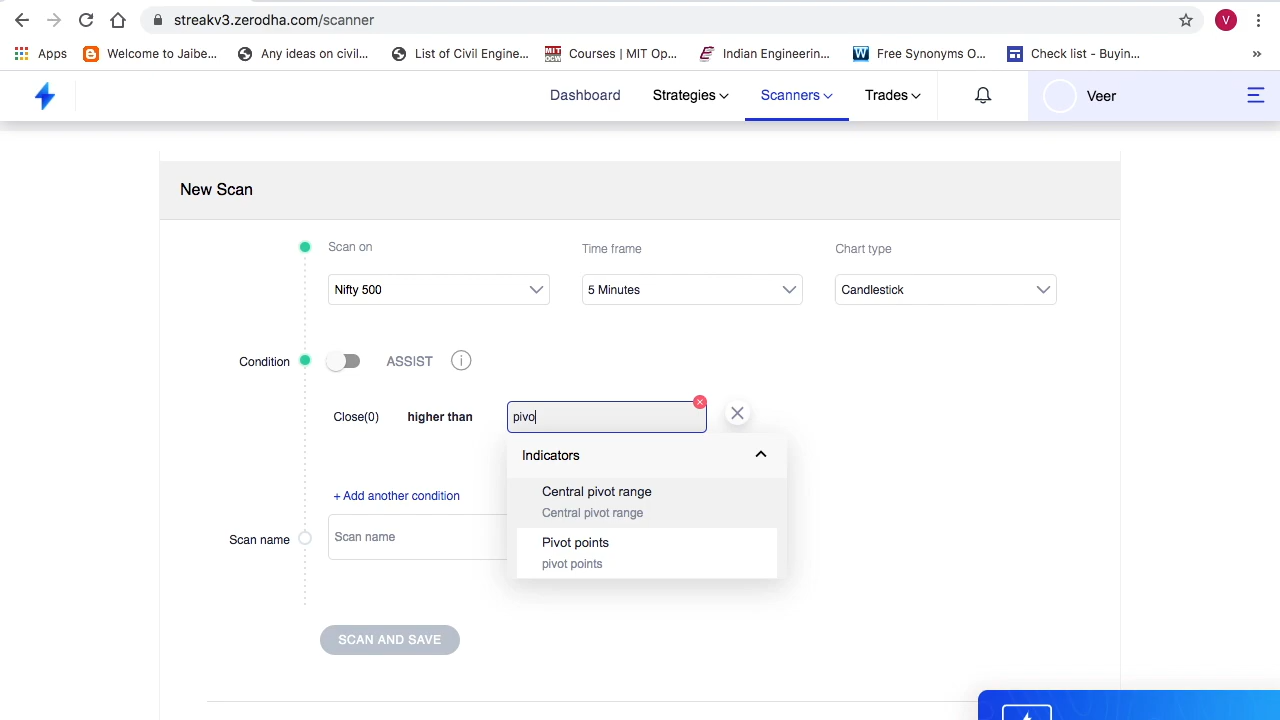 streakv3.zerodha.com/scanner
V
Apps
Welcome to Jaibe...
Any ideas on civil...
List of Civil Engine...
MIT OCW
Courses | MIT Op...
Indian Engineerin...
W
Free Synonyms O...
Check list - Buyin...
»
Dashboard
Strategies
Scanners
Trades
Veer
New Scan
Scan on
Time frame
Chart type
Nifty 500
5 Minutes
Candlestick
Condition
ASSIST
i
Close(0)
higher than
pivo
Indicators
Central pivot range
Central pivot range
+ Add another condition
Scan name
Scan name
Pivot points
pivot points
SCAN AND SAVE